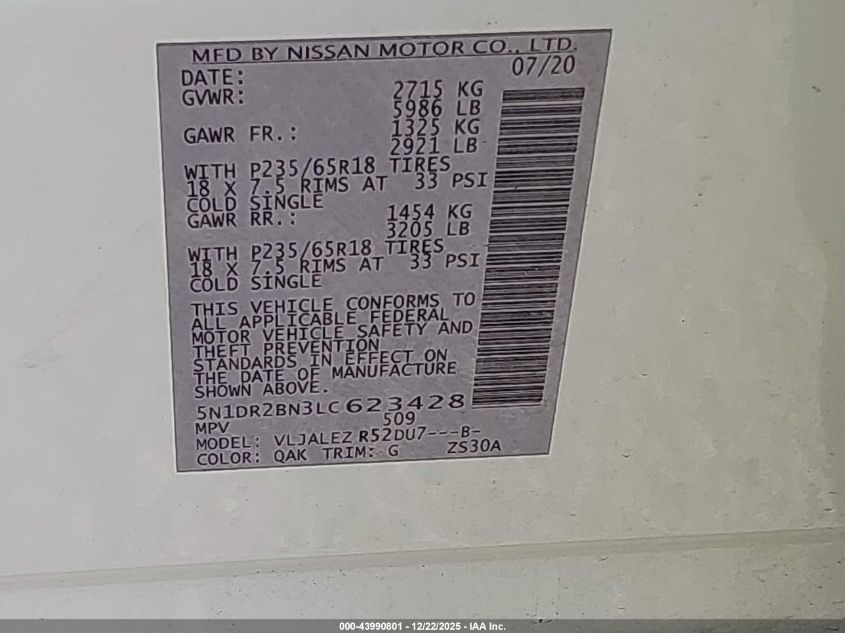 MFD BY NISSAN MOTOR CO., LTD.
DATE: 07/20
GVWR: 2715 KG
5986 LB
GAWR FR.: 1325 KG
2921 LB
WITH P235/65R18 TIRES
18 X 7.5 RIMS AT 33 PSI
COLD SINGLE
GAWR RR.: 1454 KG
3205 LB
WITH P235/65R18 TIRES
18 X 7.5 RIMS AT 33 PSI
COLD SINGLE
THIS VEHICLE CONFORMS TO
ALL APPLICABLE FEDERAL
MOTOR VEHICLE SAFETY AND
THEFT PREVENTION
STANDARDS IN EFFECT ON
THE DATE OF MANUFACTURE
SHOWN ABOVE.
5N1DR2BN3LC623428
MPV 509
MODEL: VLJALEZ R52DU7---B-
COLOR: QAK TRIM: G ZS30A
000-43990801 - 12/22/2025 - IAA Inc.